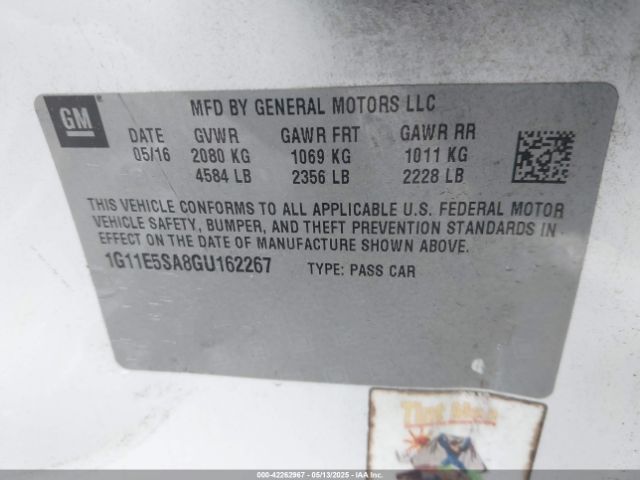 GM
MFD BY GENERAL MOTORS LLC
DATE GVWR GAWR FRT GAWR RR
05/16 2080 KG 1069 KG 1011 KG
4584 LB 2356 LB 2228 LB
THIS VEHICLE CONFORMS TO ALL APPLICABLE U.S. FEDERAL MOTOR
VEHICLE SAFETY, BUMPER, AND THEFT PREVENTION STANDARDS IN
EFFECT ON THE DATE OF MANUFACTURE SHOWN ABOVE.
1G11E5SA8GU162267 TYPE: PASS CAR
Tint Man
000-42262967 - 05/13/2025 - IAA Inc.